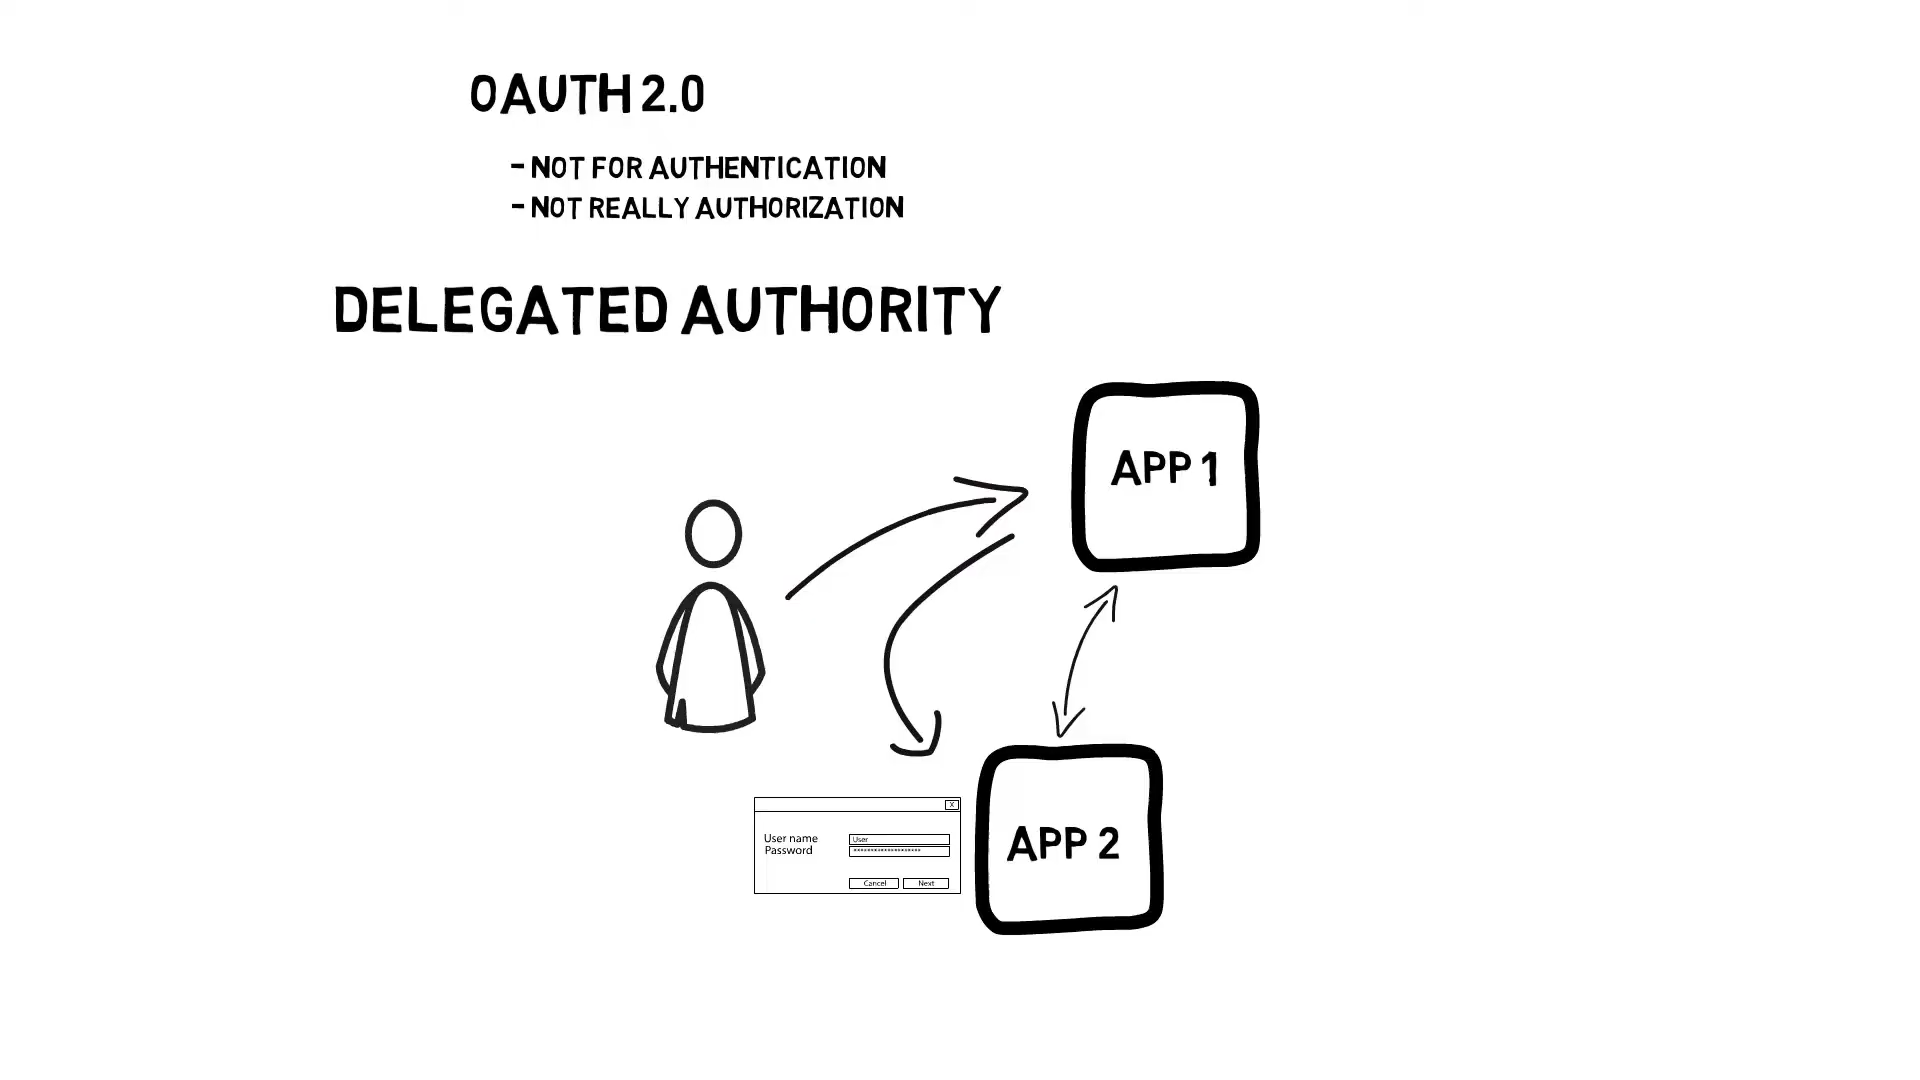 OAUTH 2.0
- NOT FOR AUTHENTICATION
- NOT REALLY AUTHORIZATION
DELEGATED AUTHORITY
APP 1
X
User name User
Password ********************
Cancel Next
APP 2